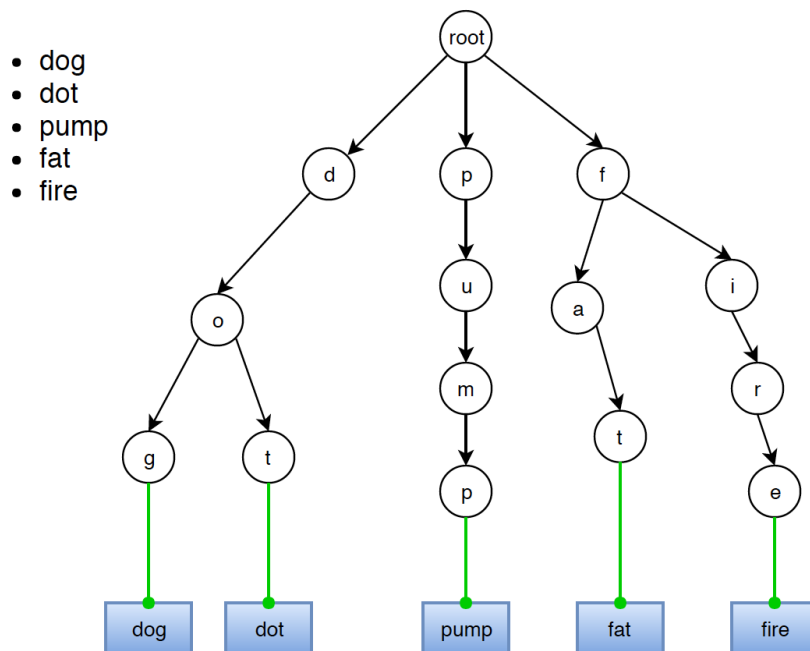 root
• dog
• dot
• pump
• fat
• fire
d
p
f
u
i
a
o
m
r
t
g
t
p
e
dog
dot
pump
fat
fire